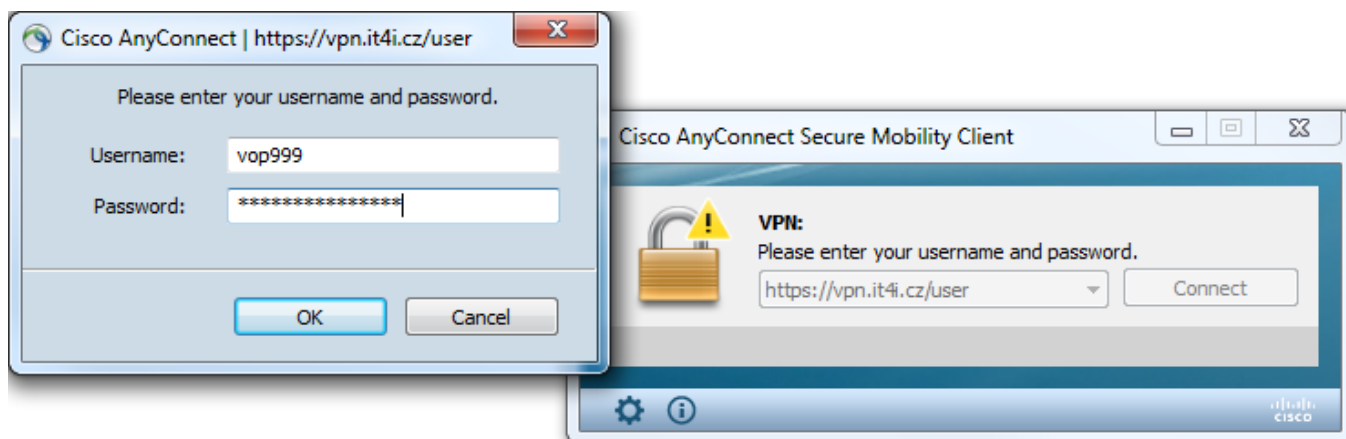 Cisco AnyConnect | https://vpn.it4i.cz/user
Please enter your username and password.
Username: vop999
Password: ***************
OK Cancel
Cisco AnyConnect Secure Mobility Client
VPN:
Please enter your username and password.
https://vpn.it4i.cz/user Connect
CISCO